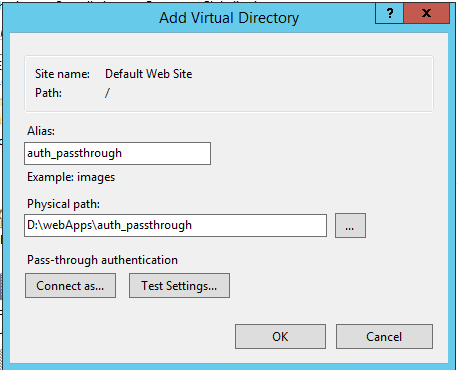 Add Virtual Directory
?
x
Site name: Default Web Site
Path: /
Alias:
auth_passthrough
Example: images
Physical path:
D:\webApps\auth_passthrough
...
Pass-through authentication
Connect as...
Test Settings...
OK
Cancel